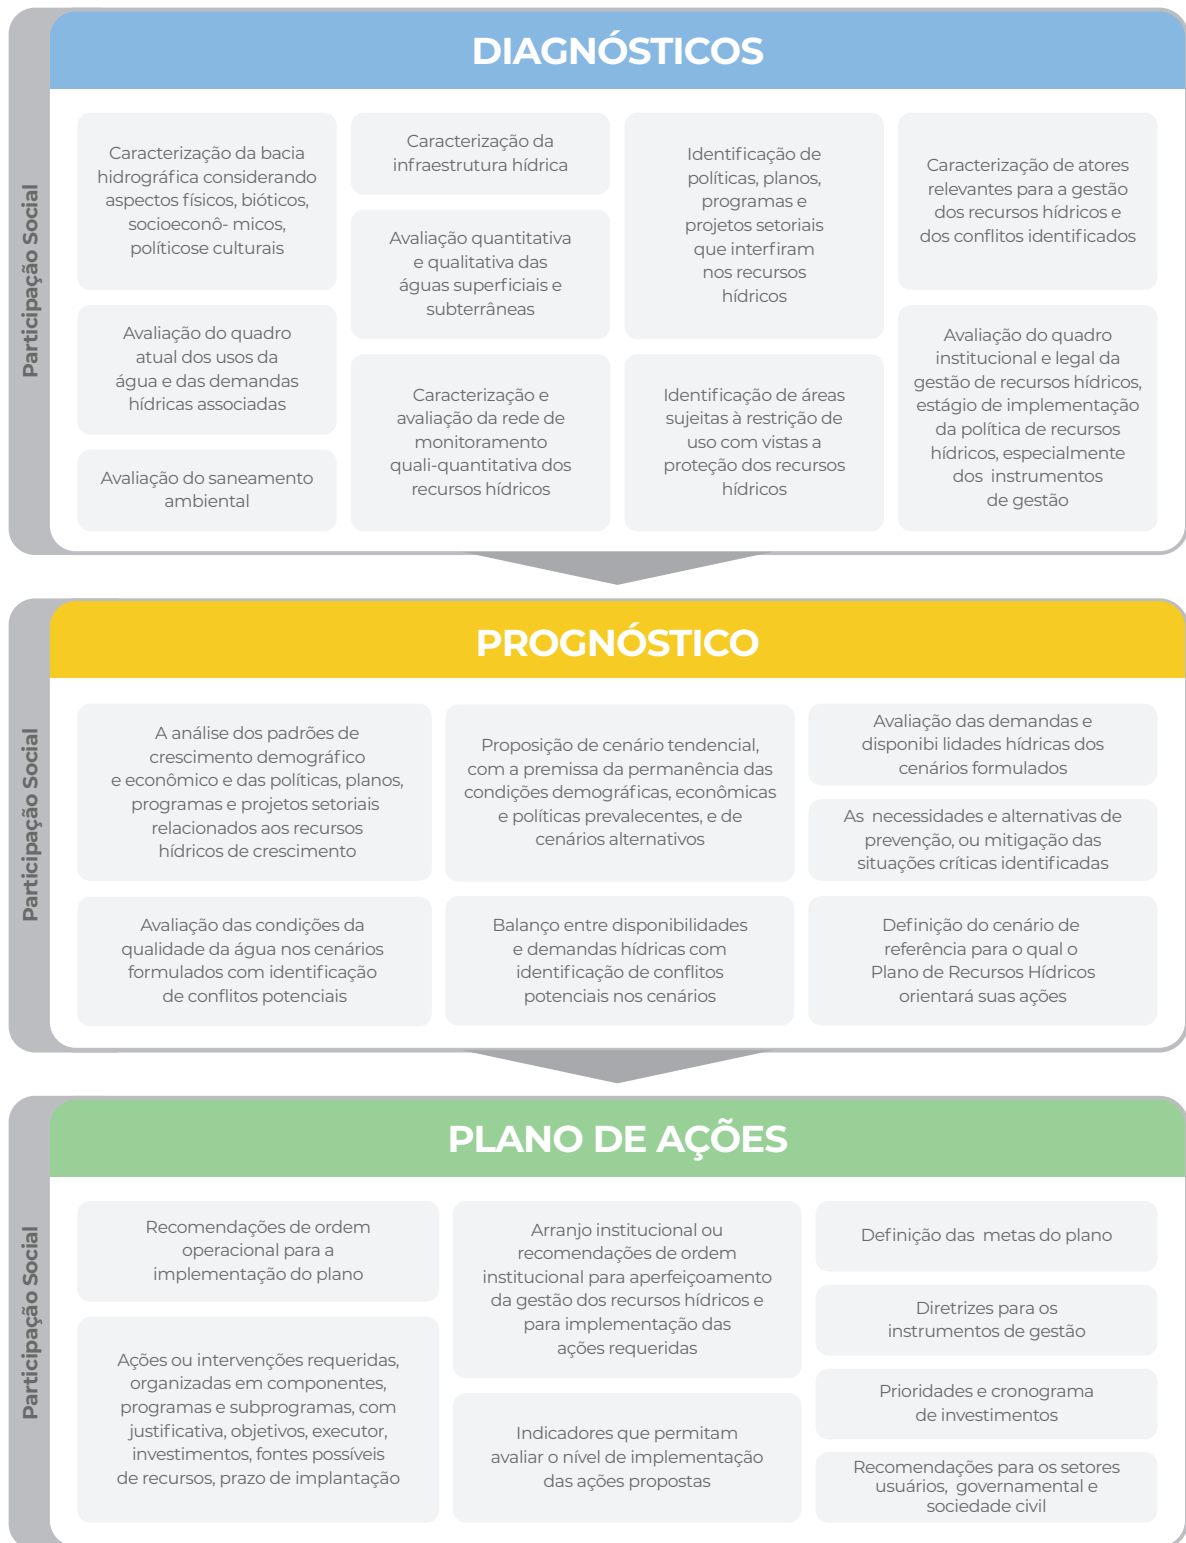 Participação Social
DIAGNÓSTICOS
Caracterização da bacia
hidrográfica considerando
aspectos físicos, bióticos,
socioeconô- micos,
políticose culturais
Avaliação do quadro
atual dos usos da
água e das demandas
hídricas associadas
Avaliação do saneamento
ambiental
Caracterização da
infraestrutura hídrica
Avaliação quantitativa
e qualitativa das
águas superficiais e
subterrâneas
Caracterização e
avaliação da rede de
monitoramento
quali-quantitativa dos
recursos hídricos
Identificação de
políticas, planos,
programas e
projetos setoriais
que interfiram
nos recursos
hídricos
Identificação de áreas
sujeitas à restrição de
uso com vistas a
proteção dos recursos
hídricos
Caracterização de atores
relevantes para a gestão
dos recursos hídricos e
dos conflitos identificados
Avaliação do quadro
institucional e legal da
gestão de recursos hídricos,
estágio de implementação
da política de recursos
hídricos, especialmente
dos instrumentos
de gestão
Participação Social
PROGNÓSTICO
A análise dos padrões de
crescimento demográfico
e econômico e das políticas, planos,
programas e projetos setoriais
relacionados aos recursos
hídricos de crescimento
Avaliação das condições da
qualidade da água nos cenários
formulados com identificação
de conflitos potenciais
Proposição de cenário tendencial,
com a premissa da permanência das
condições demográficas, econômicas
e políticas prevalecentes, e de
cenários alternativos
Balanço entre disponibilidades
e demandas hídricas com
identificação de conflitos
potenciais nos cenários
Avaliação das demandas e
disponibi lidades hídricas dos
cenários formulados
As necessidades e alternativas de
prevenção, ou mitigação das
situações críticas identificadas
Definição do cenário de
referência para o qual o
Plano de Recursos Hídricos
orientará suas ações
Participação Social
PLANO DE AÇÕES
Recomendações de ordem
operacional para a
implementação do plano
Ações ou intervenções requeridas,
organizadas em componentes,
programas e subprogramas, com
justificativa, objetivos, executor,
investimentos, fontes possíveis
de recursos, prazo de implantação
Arranjo institucional ou
recomendações de ordem
institucional para aperfeiçoamento
da gestão dos recursos hídricos e
para implementação das
ações requeridas
Indicadores que permitam
avaliar o nível de implementação
das ações propostas
Definição das metas do plano
Diretrizes para os
instrumentos de gestão
Prioridades e cronograma
de investimentos
Recomendações para os setores
usuários, governamental e
sociedade civil